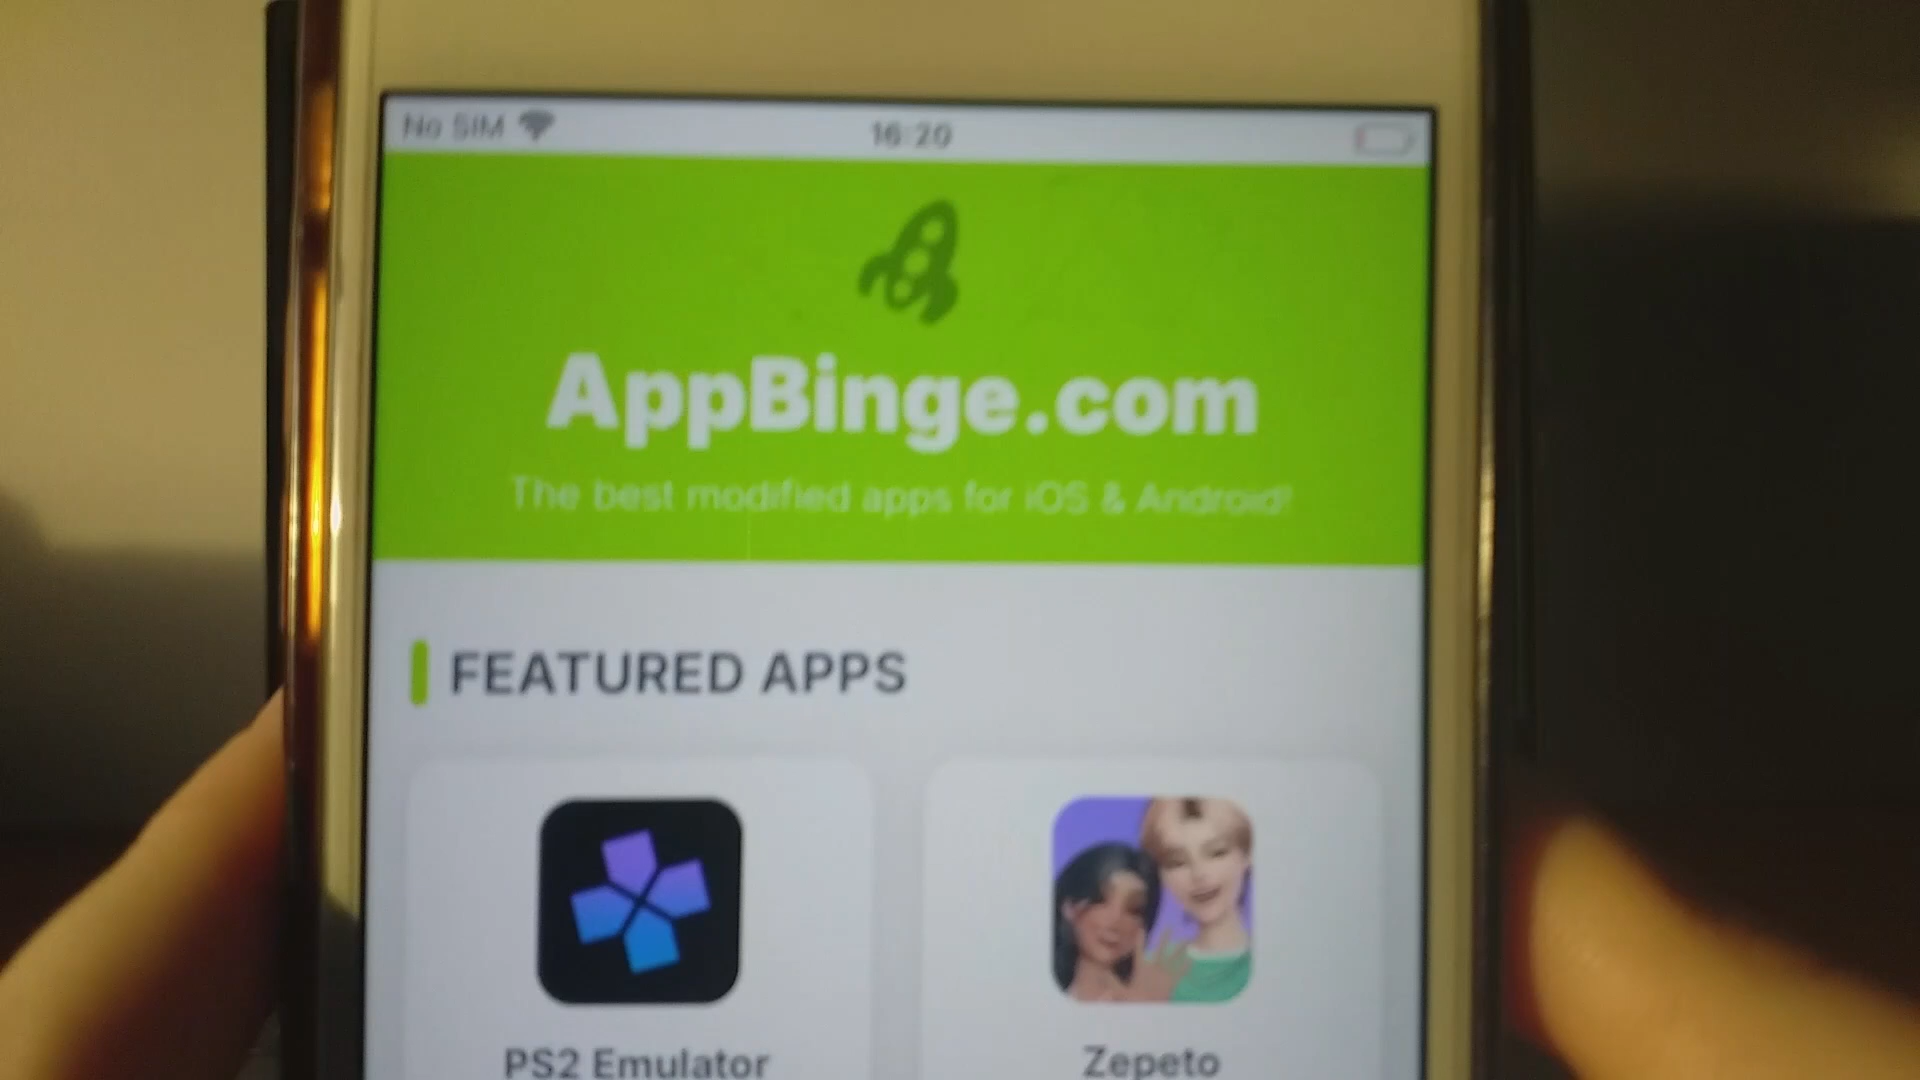 No SIM 16:20
AppBinge.com
The best modified apps for iOS & Android!
FEATURED APPS
PS2 Emulator
Zepeto